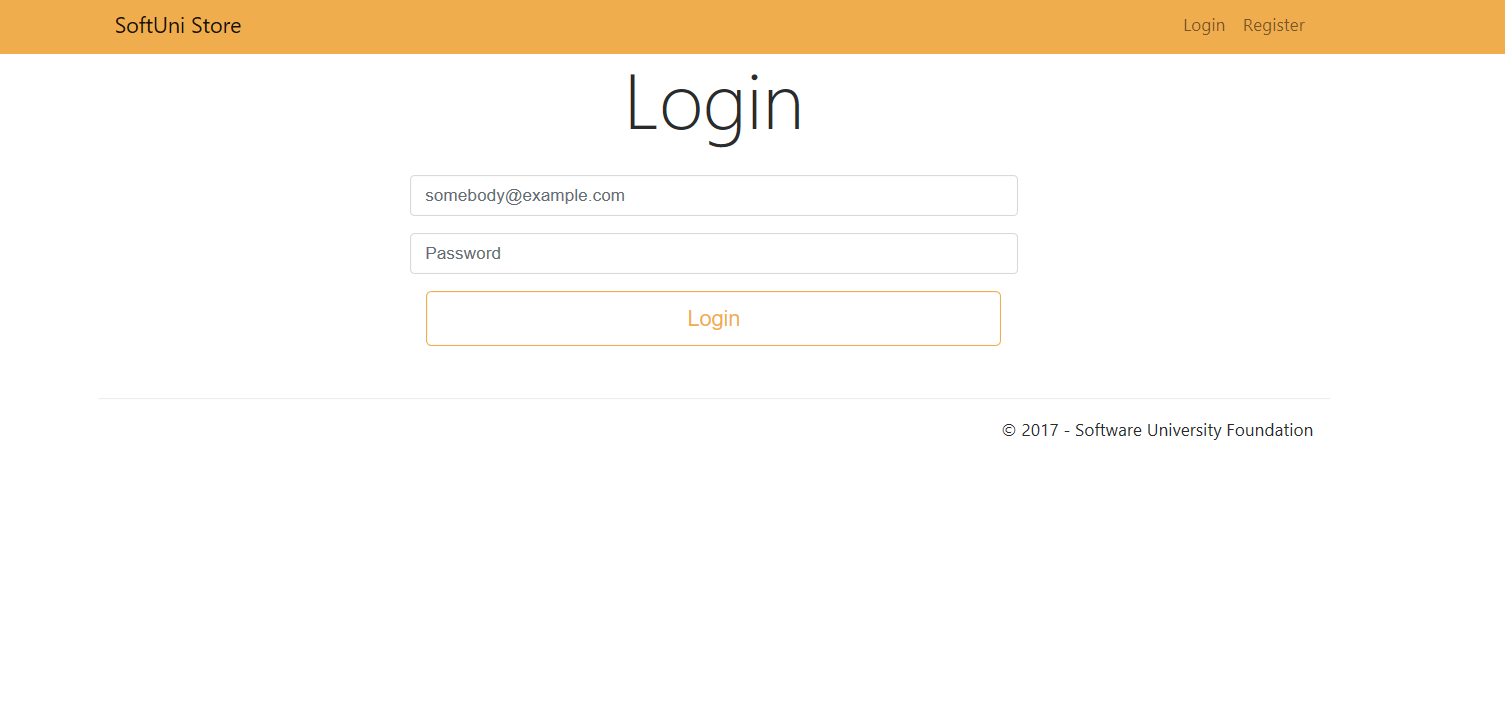 SoftUni Store
Login Register
Login
somebody@example.com
Password
Login
© 2017 - Software University Foundation